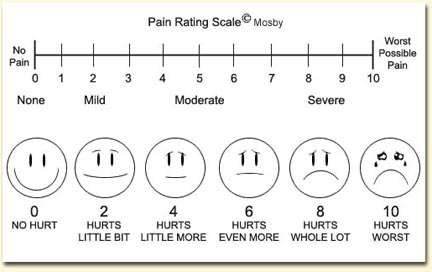 Pain Rating Scale© Mosby
No Pain
Worst Possible Pain
0 1 2 3 4 5 6 7 8 9 10
None Mild Moderate Severe
0 2 4 6 8 10
NO HURT HURTS LITTLE BIT HURTS LITTLE MORE HURTS EVEN MORE HURTS WHOLE LOT HURTS WORST